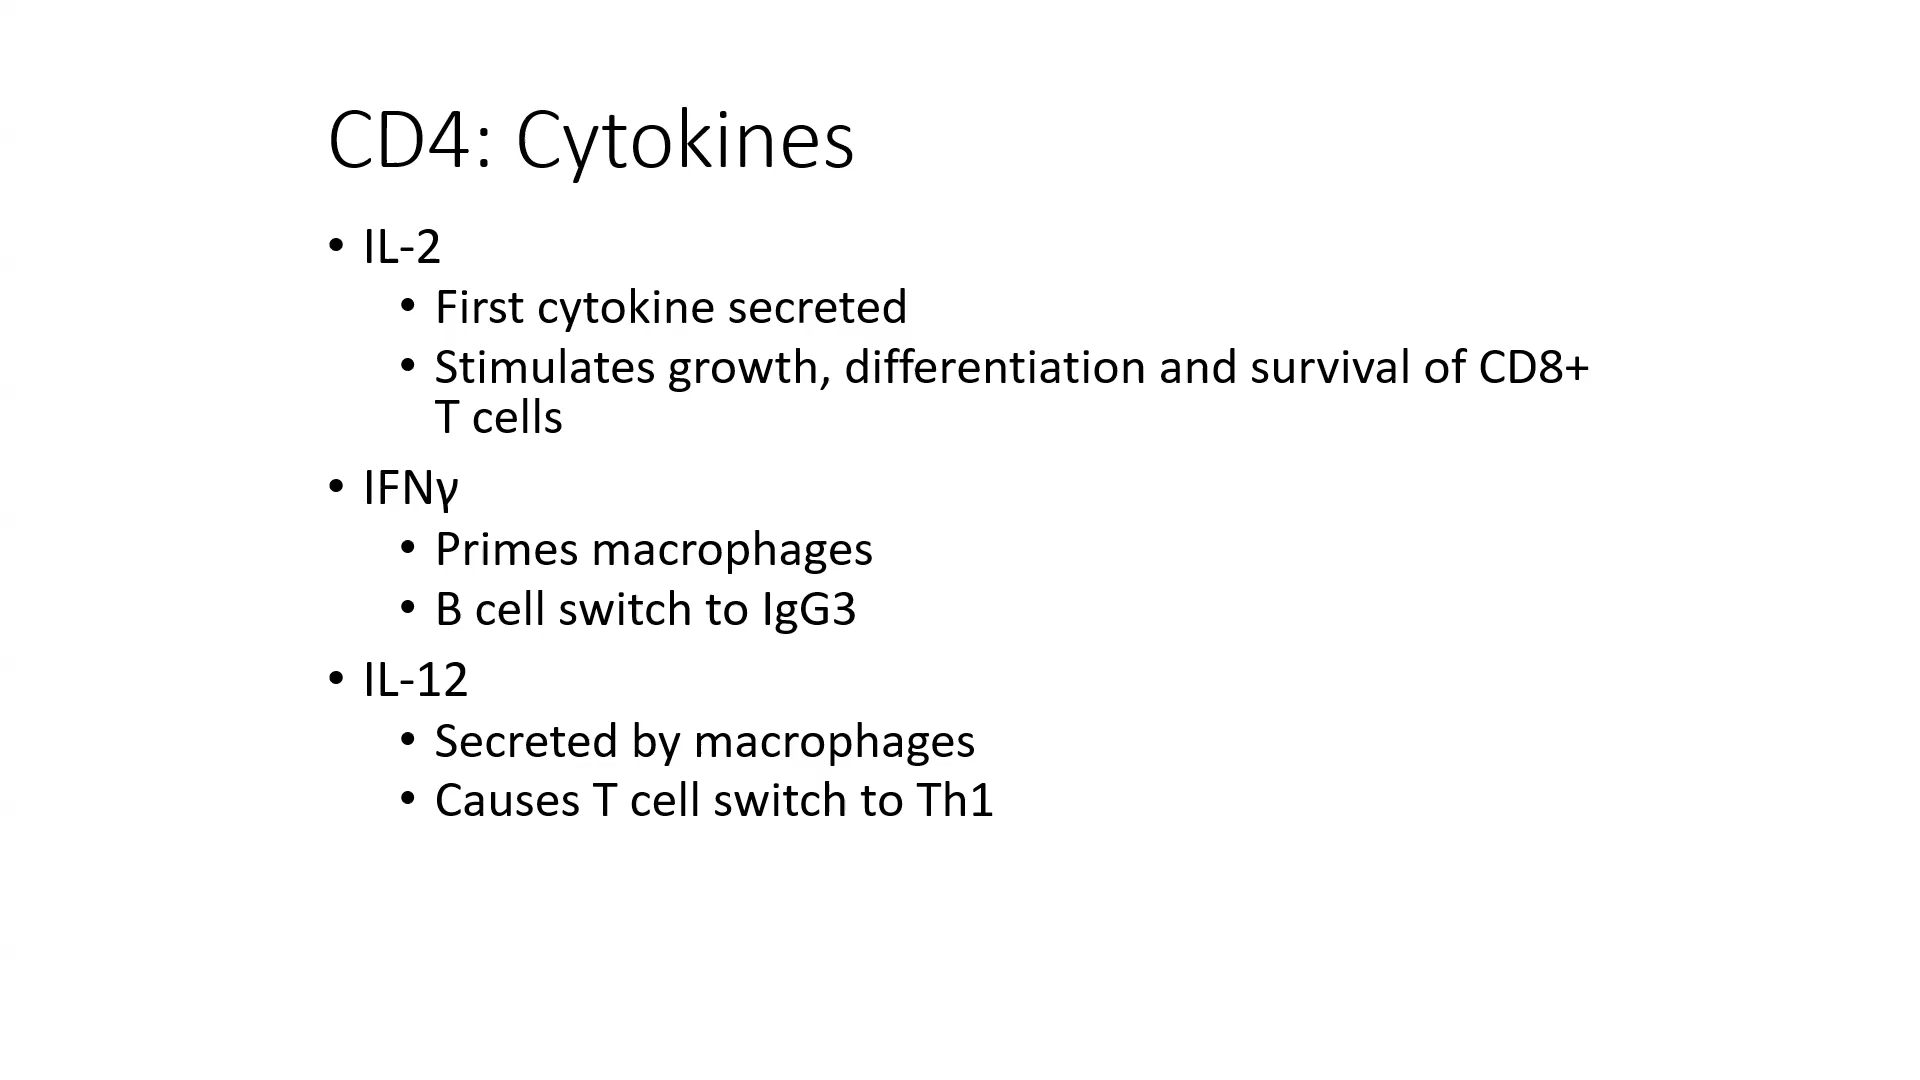 CD4: Cytokines
• IL-2
• First cytokine secreted
• Stimulates growth, differentiation and survival of CD8+
T cells
• IFNγ
• Primes macrophages
• B cell switch to IgG3
• IL-12
• Secreted by macrophages
• Causes T cell switch to Th1